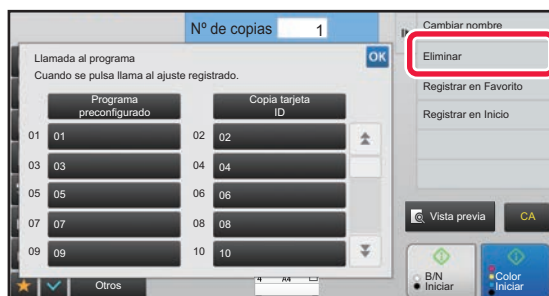 Nº de copias 1
Cambiar nombre
Llamada al programa
OK
Eliminar
Cuando se pulsa llama al ajuste registrado.
Registrar en Favorito
Programa
preconfigurado
Copia tarjeta
ID
Registrar en Inicio
01 01
02 02
03 03
04 04
05 05
06 06
07 07
08 08
Vista previa
CA
09 09
10 10
B/N
Iniciar
Color
Iniciar
Otros
A4